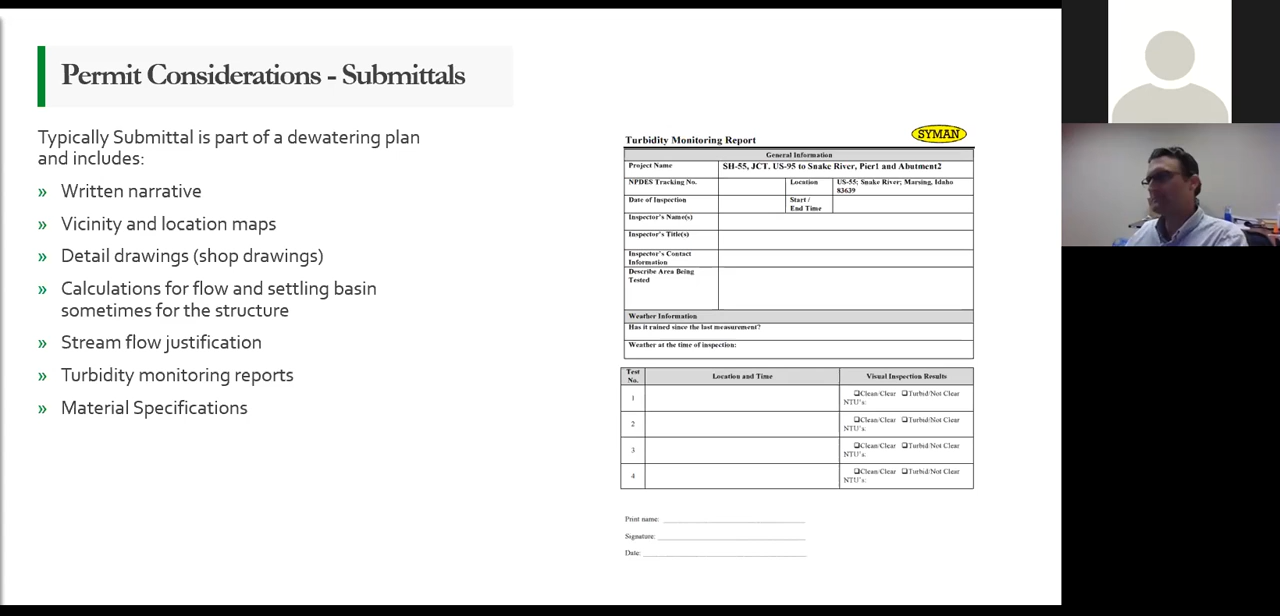 Permit Considerations - Submittals
Typically Submittal is part of a dewatering plan
and includes:
» Written narrative
» Vicinity and location maps
» Detail drawings (shop drawings)
» Calculations for flow and settling basin
sometimes for the structure
» Stream flow justification
» Turbidity monitoring reports
» Material Specifications
SYMAN
Turbidity Monitoring Report
General Information
Project Name SH-55, JCT. US-95 to Snake River, Pier1 and Abutment2
NPDES Tracking No. Location US-55; Snake River; Marsing, Idaho
83639
Date of Inspection Start /
End Time
Inspector's Name(s)
Inspector's Title(s)
Inspector's Contact
Information
Describe Area Being
Tested
Weather Information
Has it rained since the last measurement?
Weather at the time of inspection:
Test
No. Location and Time Visual Inspection Results
1 ❑Clean/Clear ❑Turbid/Not Clear
NTU's:
2 ❑Clean/Clear ❑Turbid/Not Clear
NTU's:
3 ❑Clean/Clear ❑Turbid/Not Clear
NTU's:
4 ❑Clean/Clear ❑Turbid/Not Clear
NTU's:
Print name:
Signature:
Date: